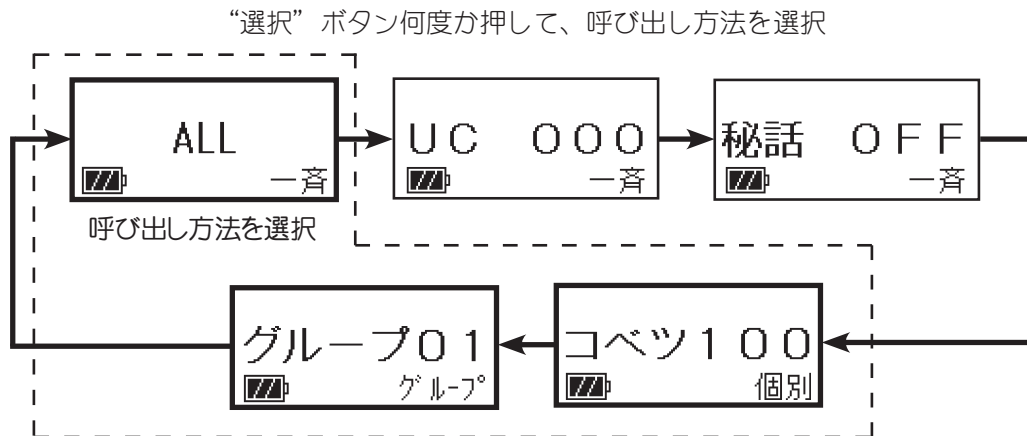 “選択”ボタン何度か押して、呼び出し方法を選択
ALL
一斉
UC 000
一斉
秘話 OFF
一斉
呼び出し方法を選択
グループ01
グループ
コベツ100
個別